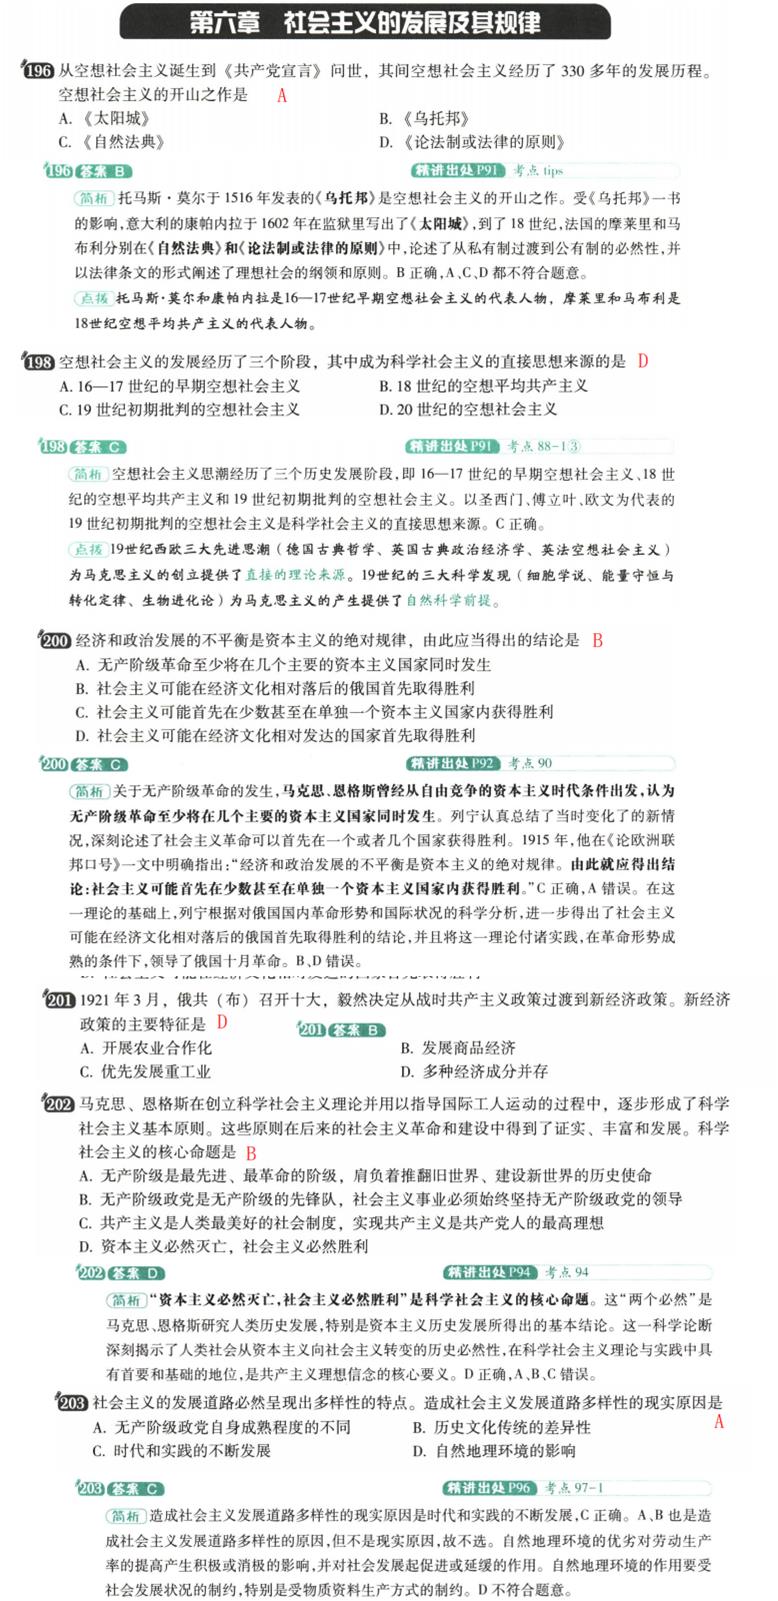 第六章 社会主义的发展及其规律
196 从空想社会主义诞生到《共产党宣言》问世，其间空想社会主义经历了 330 多年的发展历程。
空想社会主义的开山之作是 A
A. 《太阳城》 B. 《乌托邦》
C. 《自然法典》 D. 《论法制或法律的原则》
196 答案 B 精讲出处 P91 考点 tips
简析 托马斯·莫尔于 1516 年发表的《乌托邦》是空想社会主义的开山之作。受《乌托邦》一书
的影响,意大利的康帕内拉于 1602 年在监狱里写出了《太阳城》,到了 18 世纪,法国的摩莱里和马
布利分别在《自然法典》和《论法制或法律的原则》中,论述了从私有制过渡到公有制的必然性,并
以法律条文的形式阐述了理想社会的纲领和原则。B 正确,A、C、D 都不符合题意。
点拨 托马斯·莫尔和康帕内拉是16—17世纪早期空想社会主义的代表人物，摩莱里和马布利是
18世纪空想平均共产主义的代表人物。
198 空想社会主义的发展经历了三个阶段，其中成为科学社会主义的直接思想来源的是 D
A. 16—17 世纪的早期空想社会主义 B. 18 世纪的空想平均共产主义
C. 19 世纪初期批判的空想社会主义 D. 20 世纪的空想社会主义
198 答案 C 精讲出处 P91 考点 88-1③
简析 空想社会主义思潮经历了三个历史发展阶段,即 16—17 世纪的早期空想社会主义、18 世
纪的空想平均共产主义和 19 世纪初期批判的空想社会主义。以圣西门、傅立叶、欧文为代表的
19 世纪初期批判的空想社会主义是科学社会主义的直接思想来源。C 正确。
点拨 19世纪西欧三大先进思潮（德国古典哲学、英国古典政治经济学、英法空想社会主义）
为马克思主义的创立提供了直接的理论来源。19世纪的三大科学发现（细胞学说、能量守恒与
转化定律、生物进化论）为马克思主义的产生提供了自然科学前提。
200 经济和政治发展的不平衡是资本主义的绝对规律，由此应当得出的结论是 B
A. 无产阶级革命至少将在几个主要的资本主义国家同时发生
B. 社会主义可能在经济文化相对落后的俄国首先取得胜利
C. 社会主义可能首先在少数甚至在单独一个资本主义国家内获得胜利
D. 社会主义可能在经济文化相对发达的国家首先取得胜利
200 答案 C 精讲出处 P92 考点 90
简析 关于无产阶级革命的发生,马克思、恩格斯曾经从自由竞争的资本主义时代条件出发,认为
无产阶级革命至少将在几个主要的资本主义国家同时发生。列宁认真总结了当时变化了的新情
况,深刻论述了社会主义革命可以首先在一个或者几个国家获得胜利。1915 年,他在《论欧洲联
邦口号》一文中明确指出:“经济和政治发展的不平衡是资本主义的绝对规律。由此就应得出结
论:社会主义可能首先在少数甚至在单独一个资本主义国家内获得胜利。”C 正确,A 错误。在这
一理论的基础上,列宁根据对俄国国内革命形势和国际状况的科学分析,进一步得出了社会主义
可能在经济文化相对落后的俄国首先取得胜利的结论,并且将这一理论付诸实践,在革命形势成
熟的条件下,领导了俄国十月革命。B、D 错误。
201 1921 年 3 月，俄共（布）召开十大，毅然决定从战时共产主义政策过渡到新经济政策。新经济
政策的主要特征是 D 201 答案 B
A. 开展农业合作化 B. 发展商品经济
C. 优先发展重工业 D. 多种经济成分并存
202 马克思、恩格斯在创立科学社会主义理论并用以指导国际工人运动的过程中，逐步形成了科学
社会主义基本原则。这些原则在后来的社会主义革命和建设中得到了证实、丰富和发展。科学
社会主义的核心命题是 B
A. 无产阶级是最先进、最革命的阶级，肩负着推翻旧世界、建设新世界的历史使命
B. 无产阶级政党是无产阶级的先锋队，社会主义事业必须始终坚持无产阶级政党的领导
C. 共产主义是人类最美好的社会制度，实现共产主义是共产党人的最高理想
D. 资本主义必然灭亡，社会主义必然胜利
202 答案 D 精讲出处 P94 考点 94
简析 “资本主义必然灭亡,社会主义必然胜利”是科学社会主义的核心命题。这“两个必然”是
马克思、恩格斯研究人类历史发展,特别是资本主义历史发展所得出的基本结论。这一科学论断
深刻揭示了人类社会从资本主义向社会主义转变的历史必然性,在科学社会主义理论与实践中具
有首要和基础的地位,是共产主义理想信念的核心要义。D 正确,A、B、C 错误。
203 社会主义的发展道路必然呈现出多样性的特点。造成社会主义发展道路多样性的现实原因是
A
A. 无产阶级政党自身成熟程度的不同 B. 历史文化传统的差异性
C. 时代和实践的不断发展 D. 自然地理环境的影响
203 答案 C 精讲出处 P96 考点 97-1
简析 造成社会主义发展道路多样性的现实原因是时代和实践的不断发展,C 正确。A、B 也是造
成社会主义发展道路多样性的原因,但不是现实原因,故不选。自然地理环境的优劣对劳动生产
率的提高产生积极或消极的影响,并对社会发展起促进或延缓的作用。自然地理环境的作用要受
社会发展状况的制约,特别是受物质资料生产方式的制约。D 不符合题意。